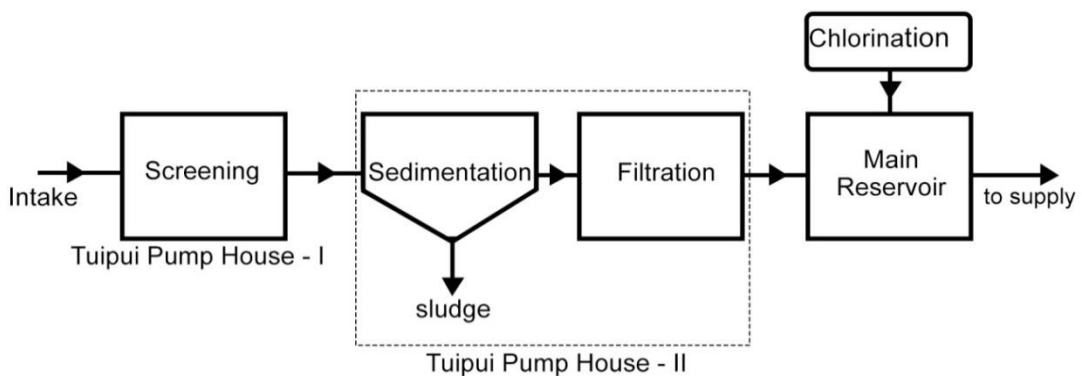 Chlorination
Intake
Screening
Sedimentation
Filtration
Main
Reservoir
to supply
Tuipui Pump House - I
sludge
Tuipui Pump House - II